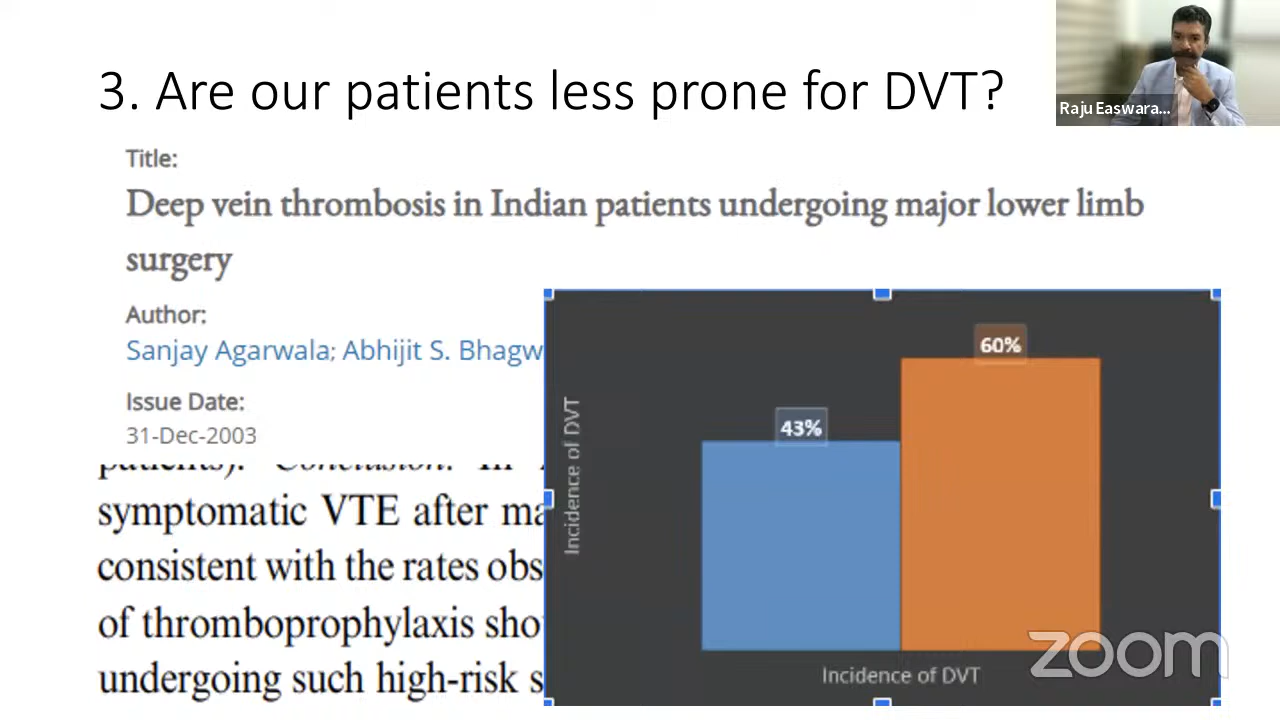 3. Are our patients less prone for DVT?
Raju Easwara...
Title:
Deep vein thrombosis in Indian patients undergoing major lower limb
surgery
Author:
Sanjay Agarwala; Abhijit S. Bhagw
Issue Date:
31-Dec-2003
patients). Conclusion. In
symptomatic VTE after ma
consistent with the rates obs
of thromboprophylaxis sho
undergoing such high-risk s
60%
43%
Incidence of DVT
Incidence of DVT
zoom